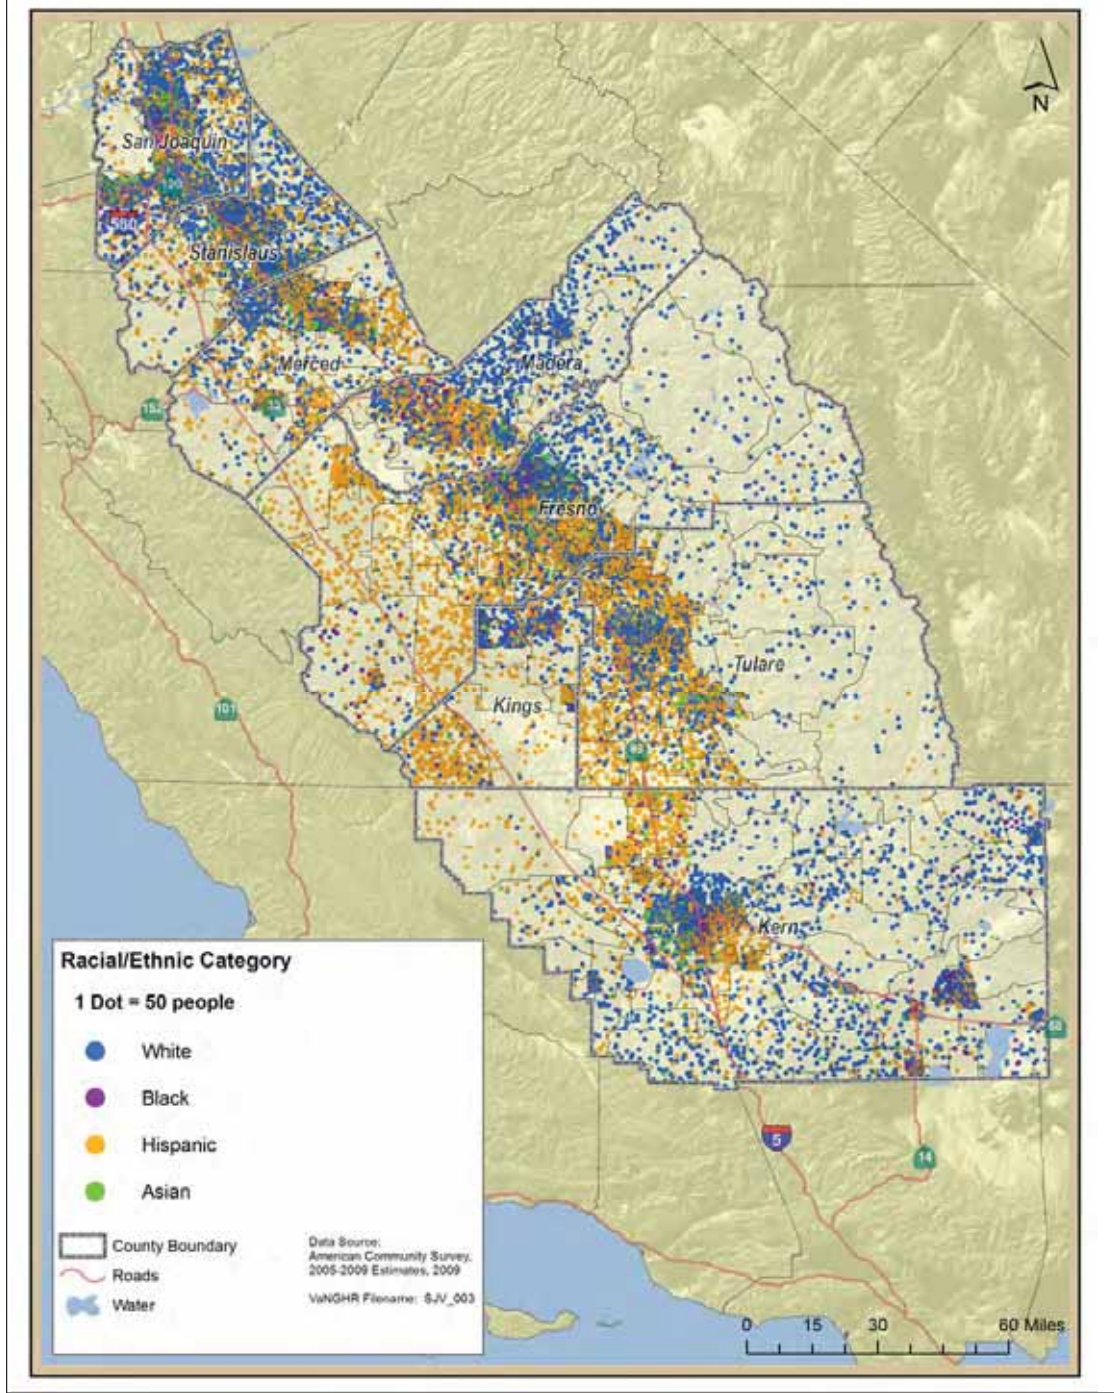 N
San Joaquin
580
Stanislaus
Merced
Madera
152
33
Fresno
Tulare
Kings
101
Kern
58
5
14
Racial/Ethnic Category
1 Dot = 50 people
White
Black
Hispanic
Asian
County Boundary
Roads
Water
Data Source:
American Community Survey,
2005-2009 Estimates, 2009
VaNGHR Filename: SJV_003
0 15 30 60 Miles